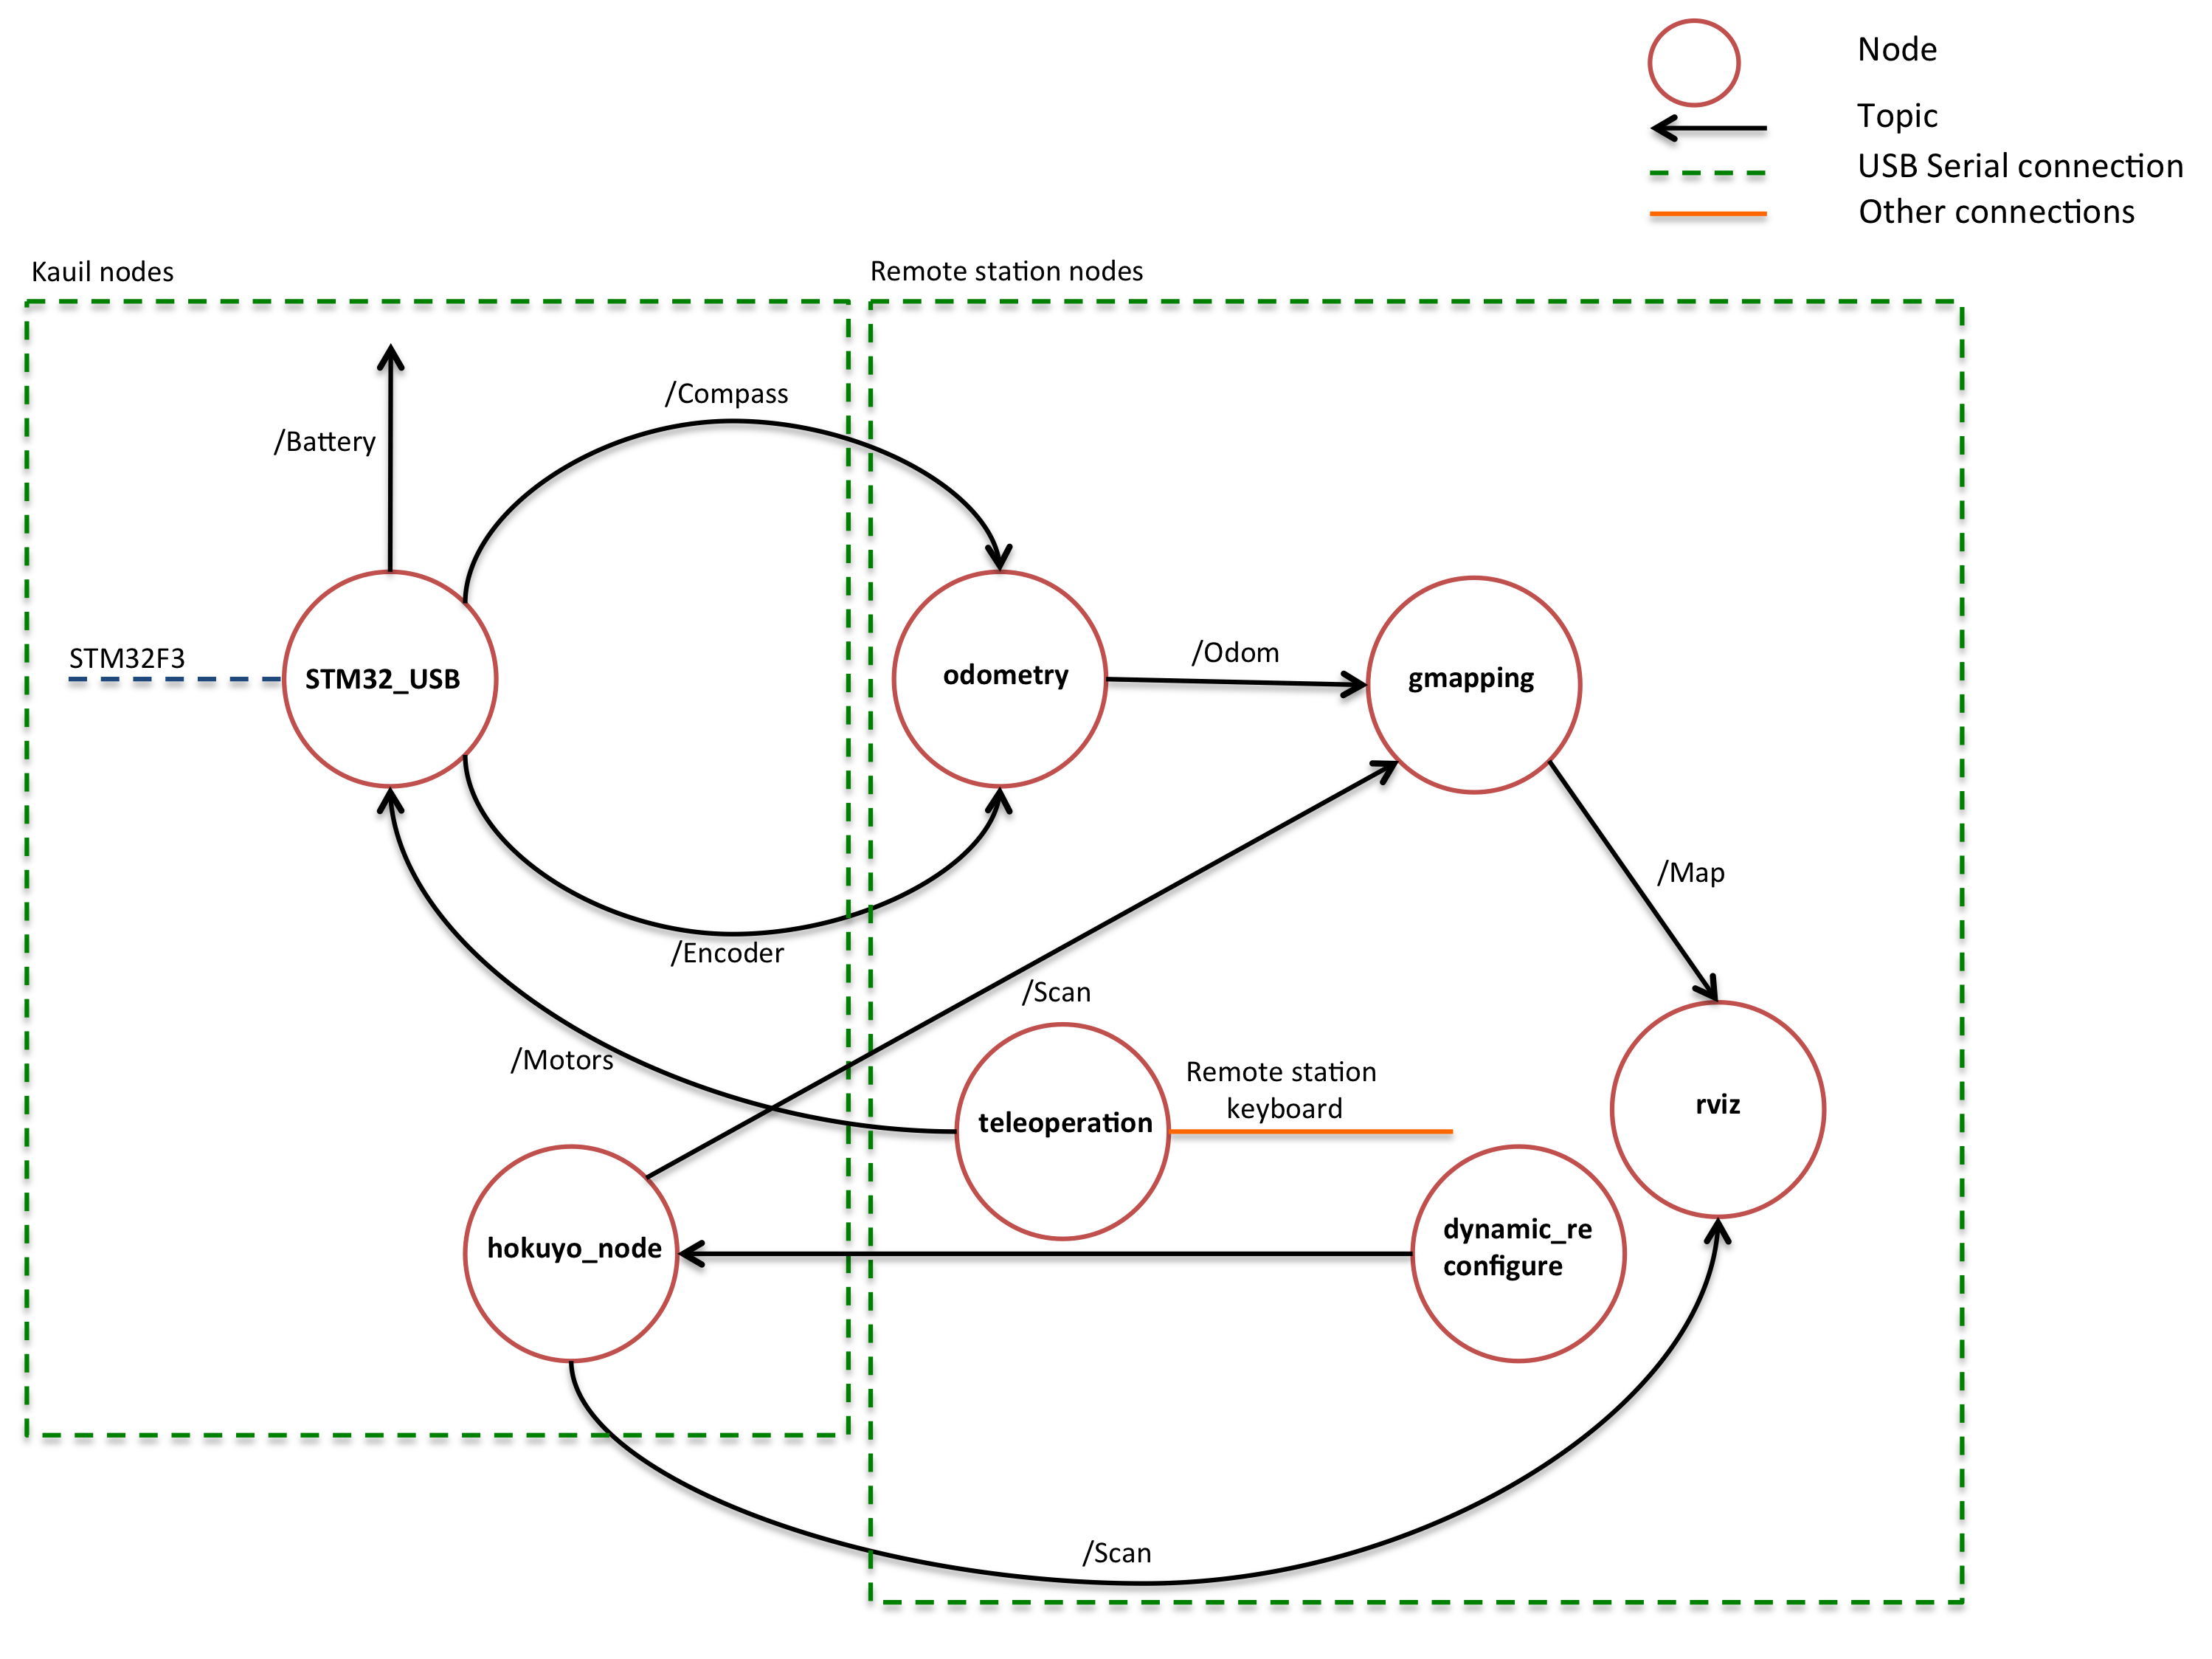 Node
Topic
USB Serial connection
Other connections
Kauil nodes
Remote station nodes
/Compass
/Battery
STM32F3
STM32_USB
odometry
/Odom
gmapping
/Map
/Encoder
/Scan
/Motors
teleoperation
Remote station
keyboard
rviz
hokuyo_node
dynamic_re
configure
/Scan